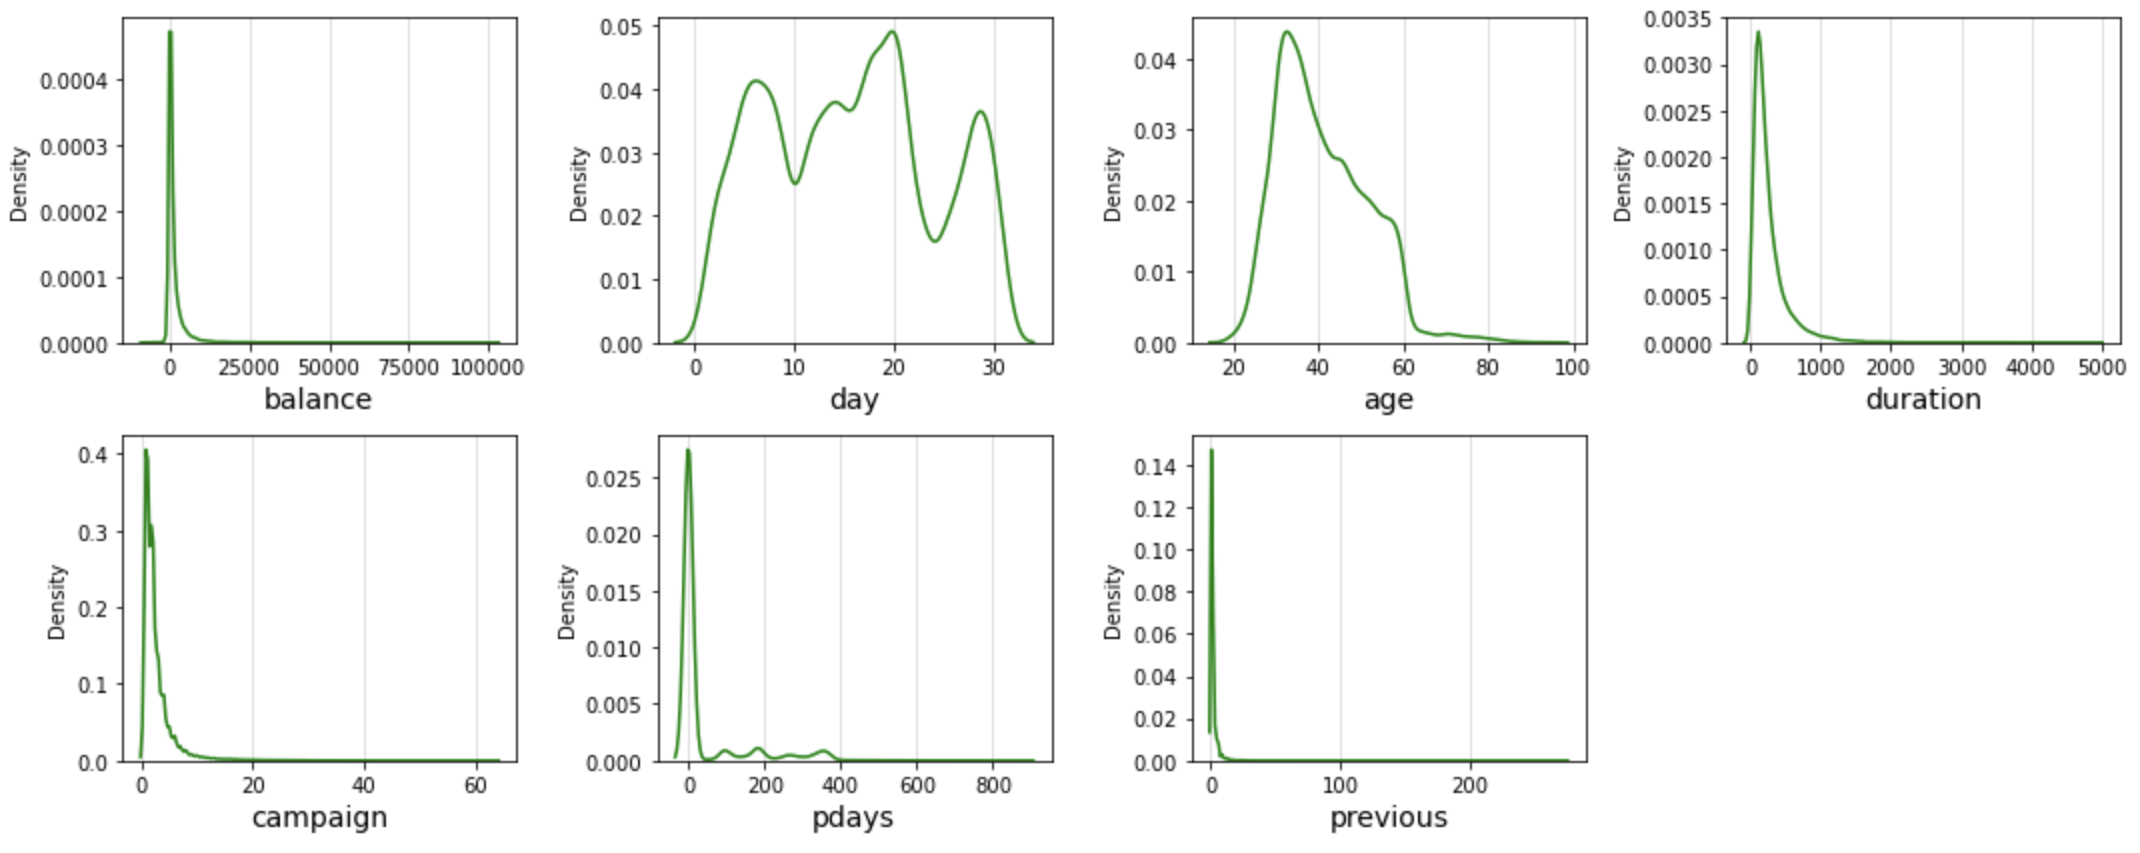 Density
0.0004
0.0003
0.0002
0.0001
0.0000
0 25000 50000 75000 100000
balance
Density
0.05
0.04
0.03
0.02
0.01
0.00
0 10 20 30
day
Density
0.04
0.03
0.02
0.01
0.00
20 40 60 80 100
age
Density
0.0035
0.0030
0.0025
0.0020
0.0015
0.0010
0.0005
0.0000
0 1000 2000 3000 4000 5000
duration
Density
0.4
0.3
0.2
0.1
0.0
0 20 40 60
campaign
Density
0.025
0.020
0.015
0.010
0.005
0.000
0 200 400 600 800
pdays
Density
0.14
0.12
0.10
0.08
0.06
0.04
0.02
0.00
0 100 200
previous